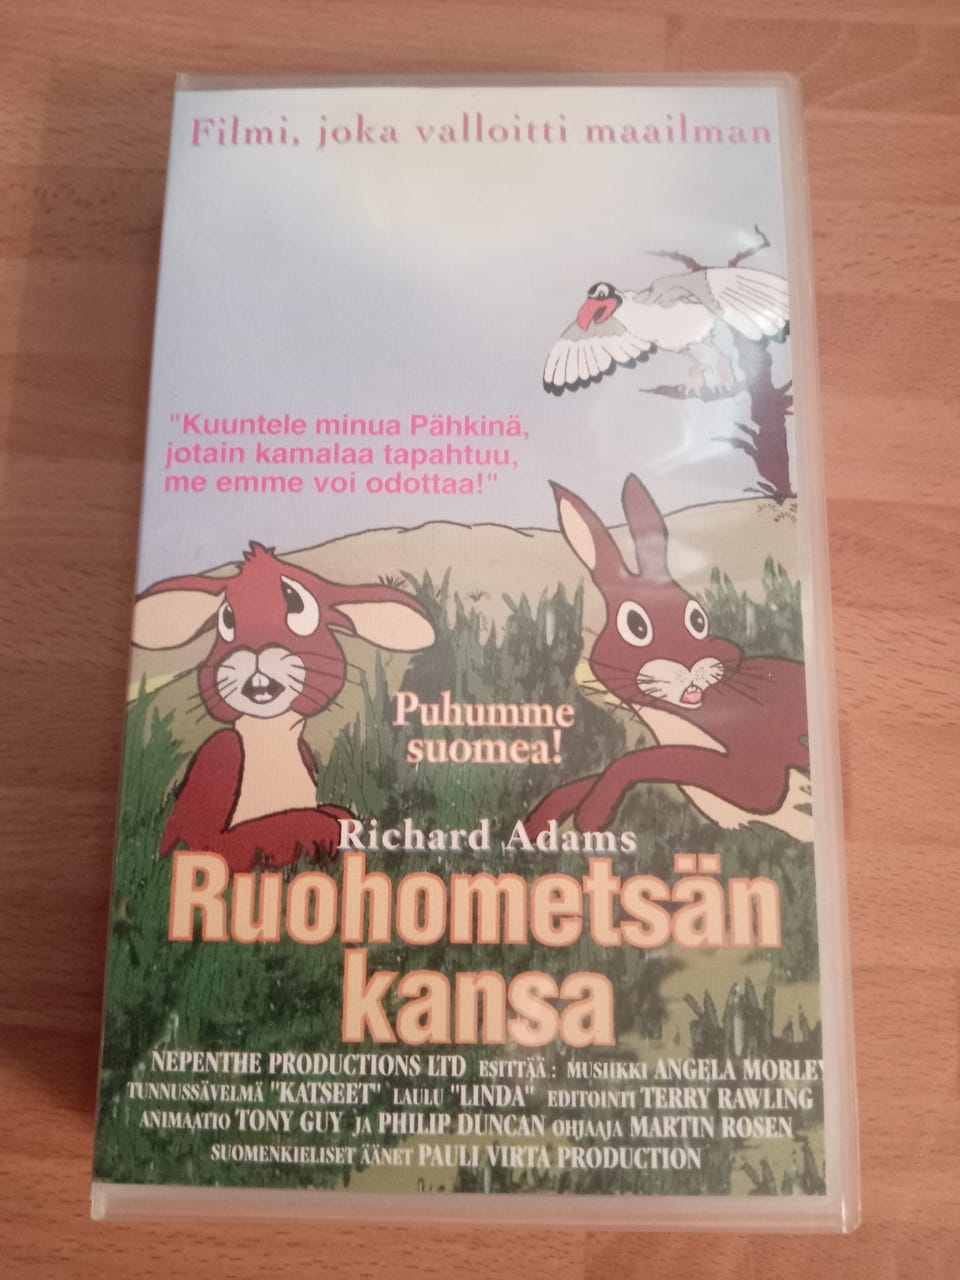 Filmi, joka valloitti maailman
"Kuuntele minua Pähkinä,
jotain kamalaa tapahtuu,
me emme voi odottaa!"
Puhumme
suomea!
Richard Adams
Ruohometsän
kansa
NEPENTHE PRODUCTIONS LTD ESITTÄÄ: MUSIIKKI ANGELA MORLEY
TUNNUSSÄVELMÄ "KATSEET" LAULU "LINDA" EDITOINTI TERRY RAWLING
ANIMAATIO TONY GUY JA PHILIP DUNCAN OHJAAJA MARTIN ROSEN
SUOMENKIELISET ÄÄNET PAULI VIRTA PRODUCTION